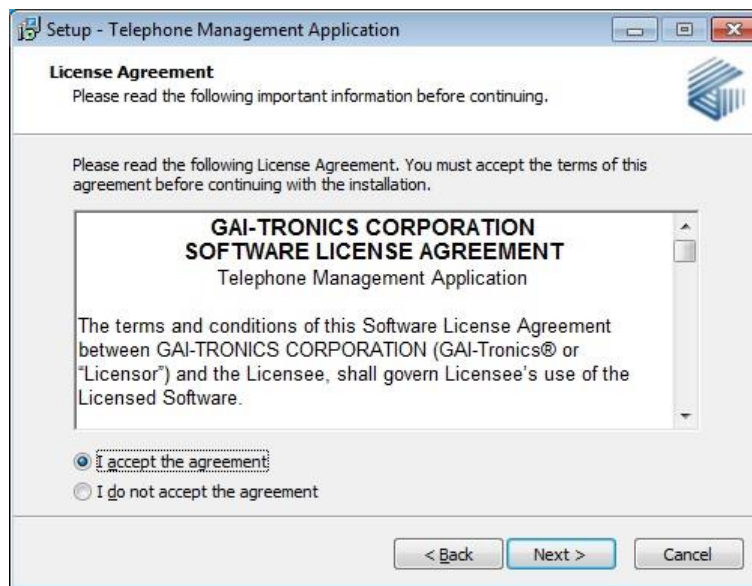 Setup - Telephone Management Application
License Agreement
Please read the following important information before continuing.
Please read the following License Agreement. You must accept the terms of this
agreement before continuing with the installation.
GAI-TRONICS CORPORATION
SOFTWARE LICENSE AGREEMENT
Telephone Management Application
The terms and conditions of this Software License Agreement
between GAI-TRONICS CORPORATION (GAI-Tronics® or
“Licensor”) and the Licensee, shall govern Licensee’s use of the
Licensed Software.
I accept the agreement
I do not accept the agreement
< Back Next > Cancel